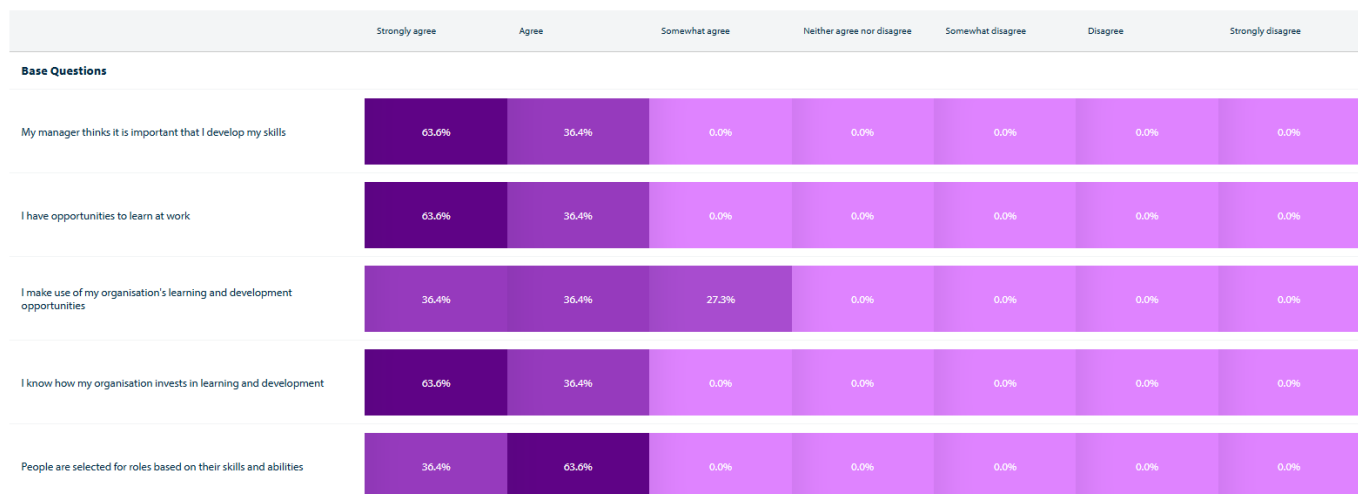 Strongly agree Agree Somewhat agree Neither agree nor disagree Somewhat disagree Disagree Strongly disagree
Base Questions
My manager thinks it is important that I develop my skills 63.6% 36.4% 0.0% 0.0% 0.0% 0.0% 0.0%
I have opportunities to learn at work 63.6% 36.4% 0.0% 0.0% 0.0% 0.0% 0.0%
I make use of my organisation's learning and development
opportunities 36.4% 36.4% 27.3% 0.0% 0.0% 0.0% 0.0%
I know how my organisation invests in learning and development 63.6% 36.4% 0.0% 0.0% 0.0% 0.0% 0.0%
People are selected for roles based on their skills and abilities 36.4% 63.6% 0.0% 0.0% 0.0% 0.0% 0.0%